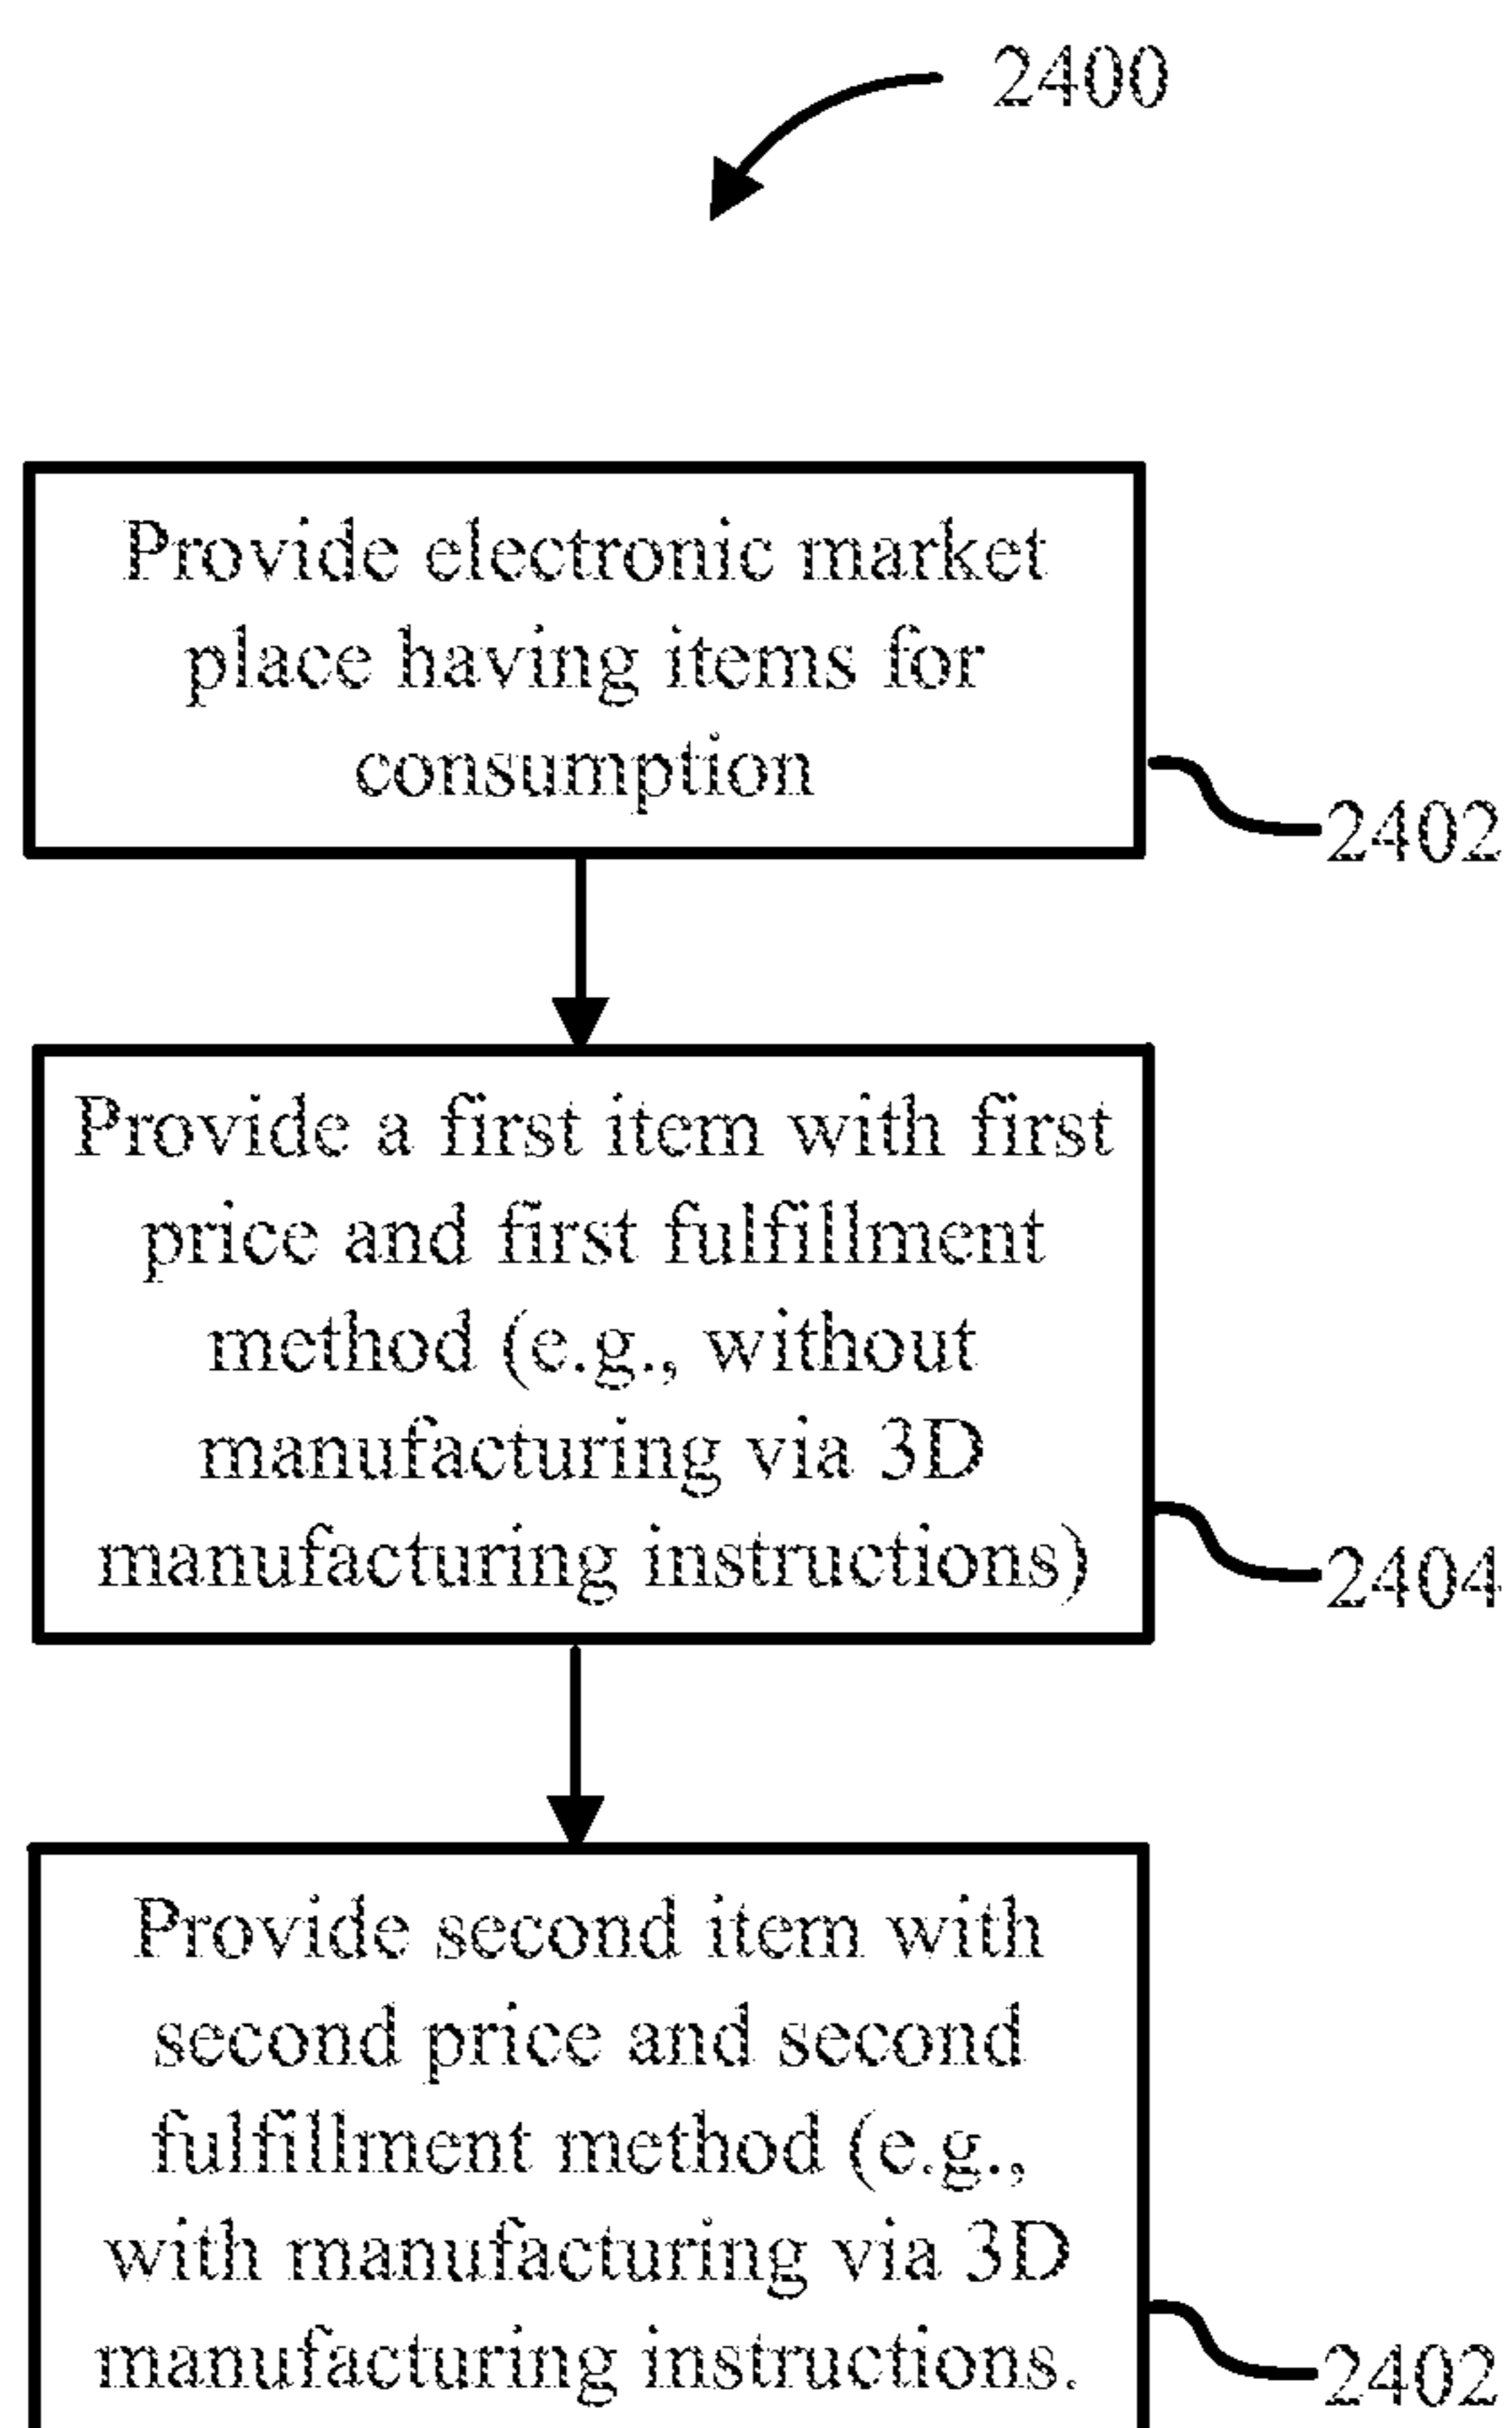 2400
Provide electronic market
place having items for
consumption
2402
Provide a first item with first
price and first fulfillment
method (e.g., without
manufacturing via 3D
manufacturing instructions)
2404
Provide second item with
second price and second
fulfillment method (e.g.,
with manufacturing via 3D
manufacturing instructions.
2402